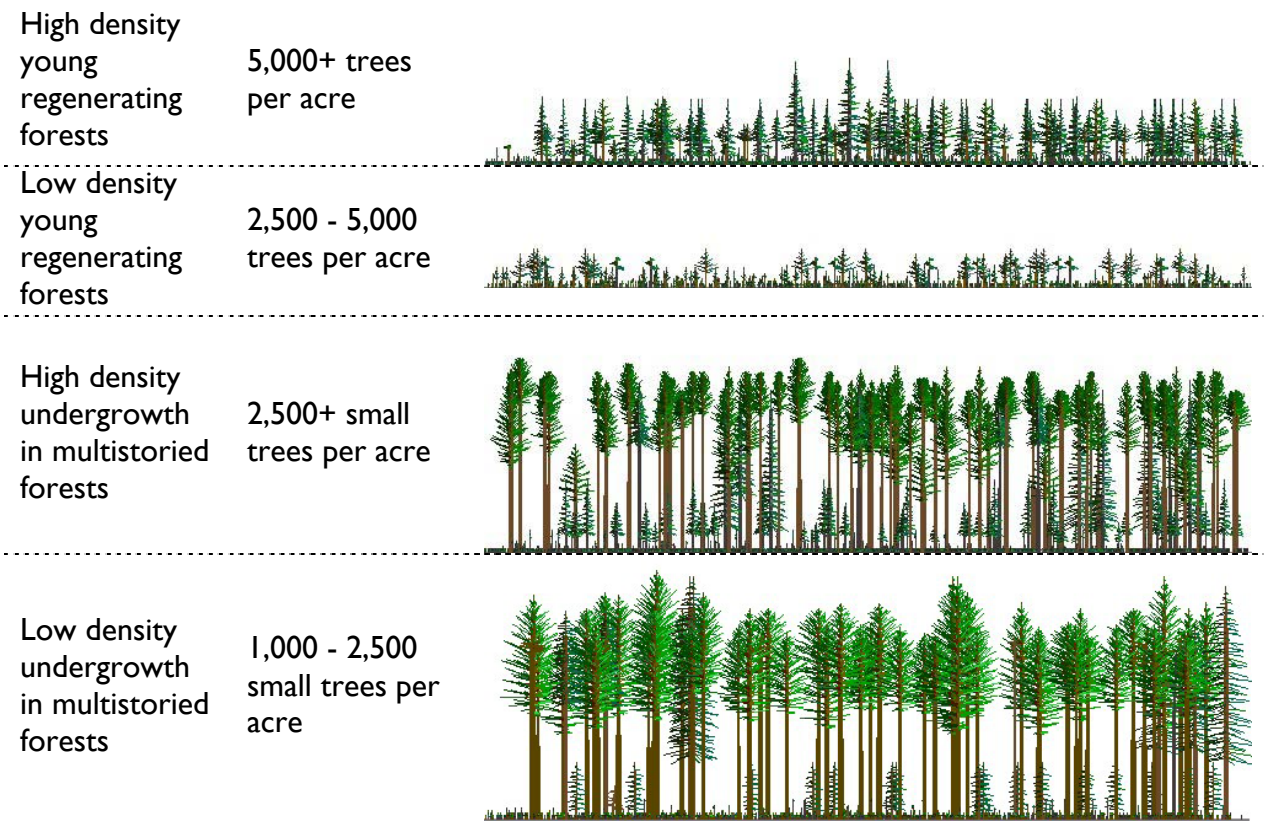 High density
young
regenerating
forests
5,000+ trees
per acre
Low density
young
regenerating
forests
2,500 - 5,000
trees per acre
High density
undergrowth
in multistoried
forests
2,500+ small
trees per acre
Low density
undergrowth
in multistoried
forests
1,000 - 2,500
small trees per
acre